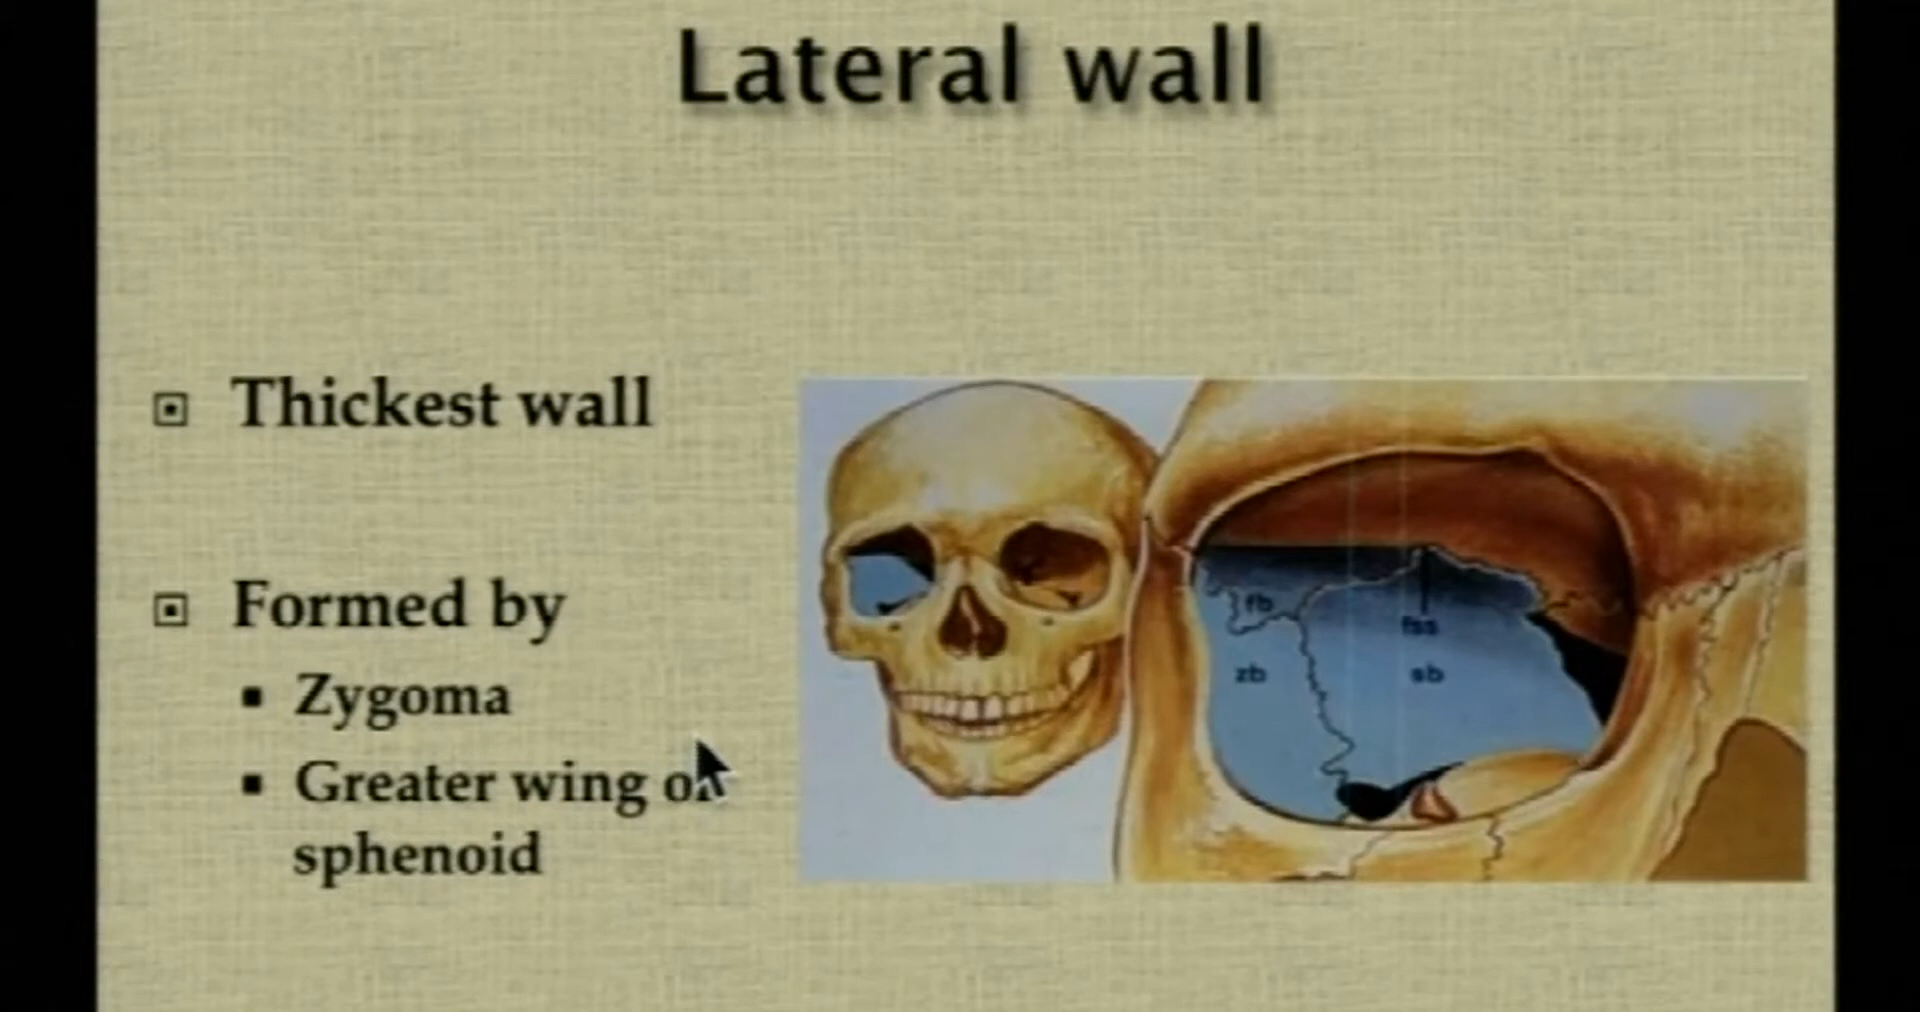 Lateral wall
Thickest wall
Formed by
Zygoma
Greater wing of
sphenoid
fb
fss
zb
sb